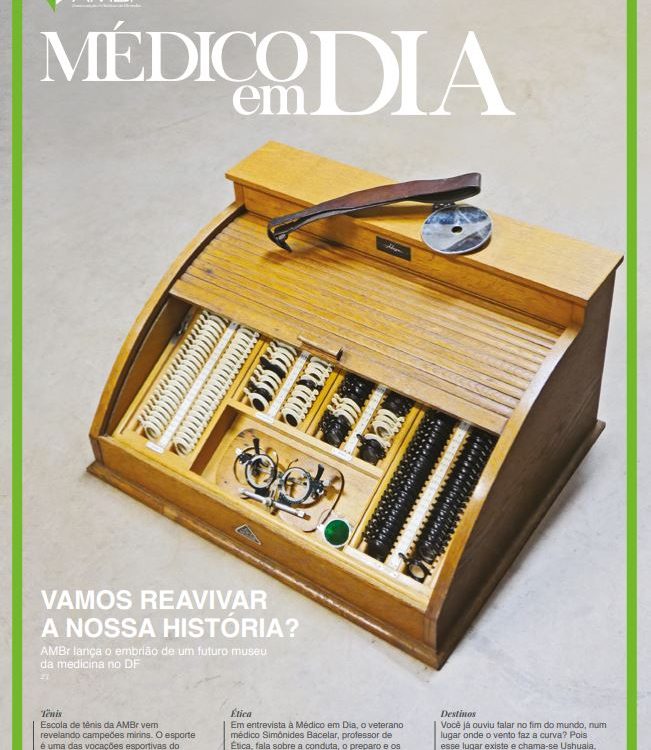 AMBr
MÉDICO
em DIA
VAMOS REAVIVAR
A NOSSA HISTÓRIA?
AMBr lança o embrião de um futuro museu
da medicina no DF
Tênis
Escola de tênis da AMBr vem
revelando campeões mirins. O esporte
é uma das vocações esportivas do
Ética
Em entrevista à Médico em Dia, o veterano
médico Simônides Bacelar, professor de
Ética, fala sobre a conduta, o preparo e os
Destinos
Você já ouviu falar no fim do mundo, num
lugar onde o vento faz a curva? Pois
esse lugar existe e chama-se Ushuaia,